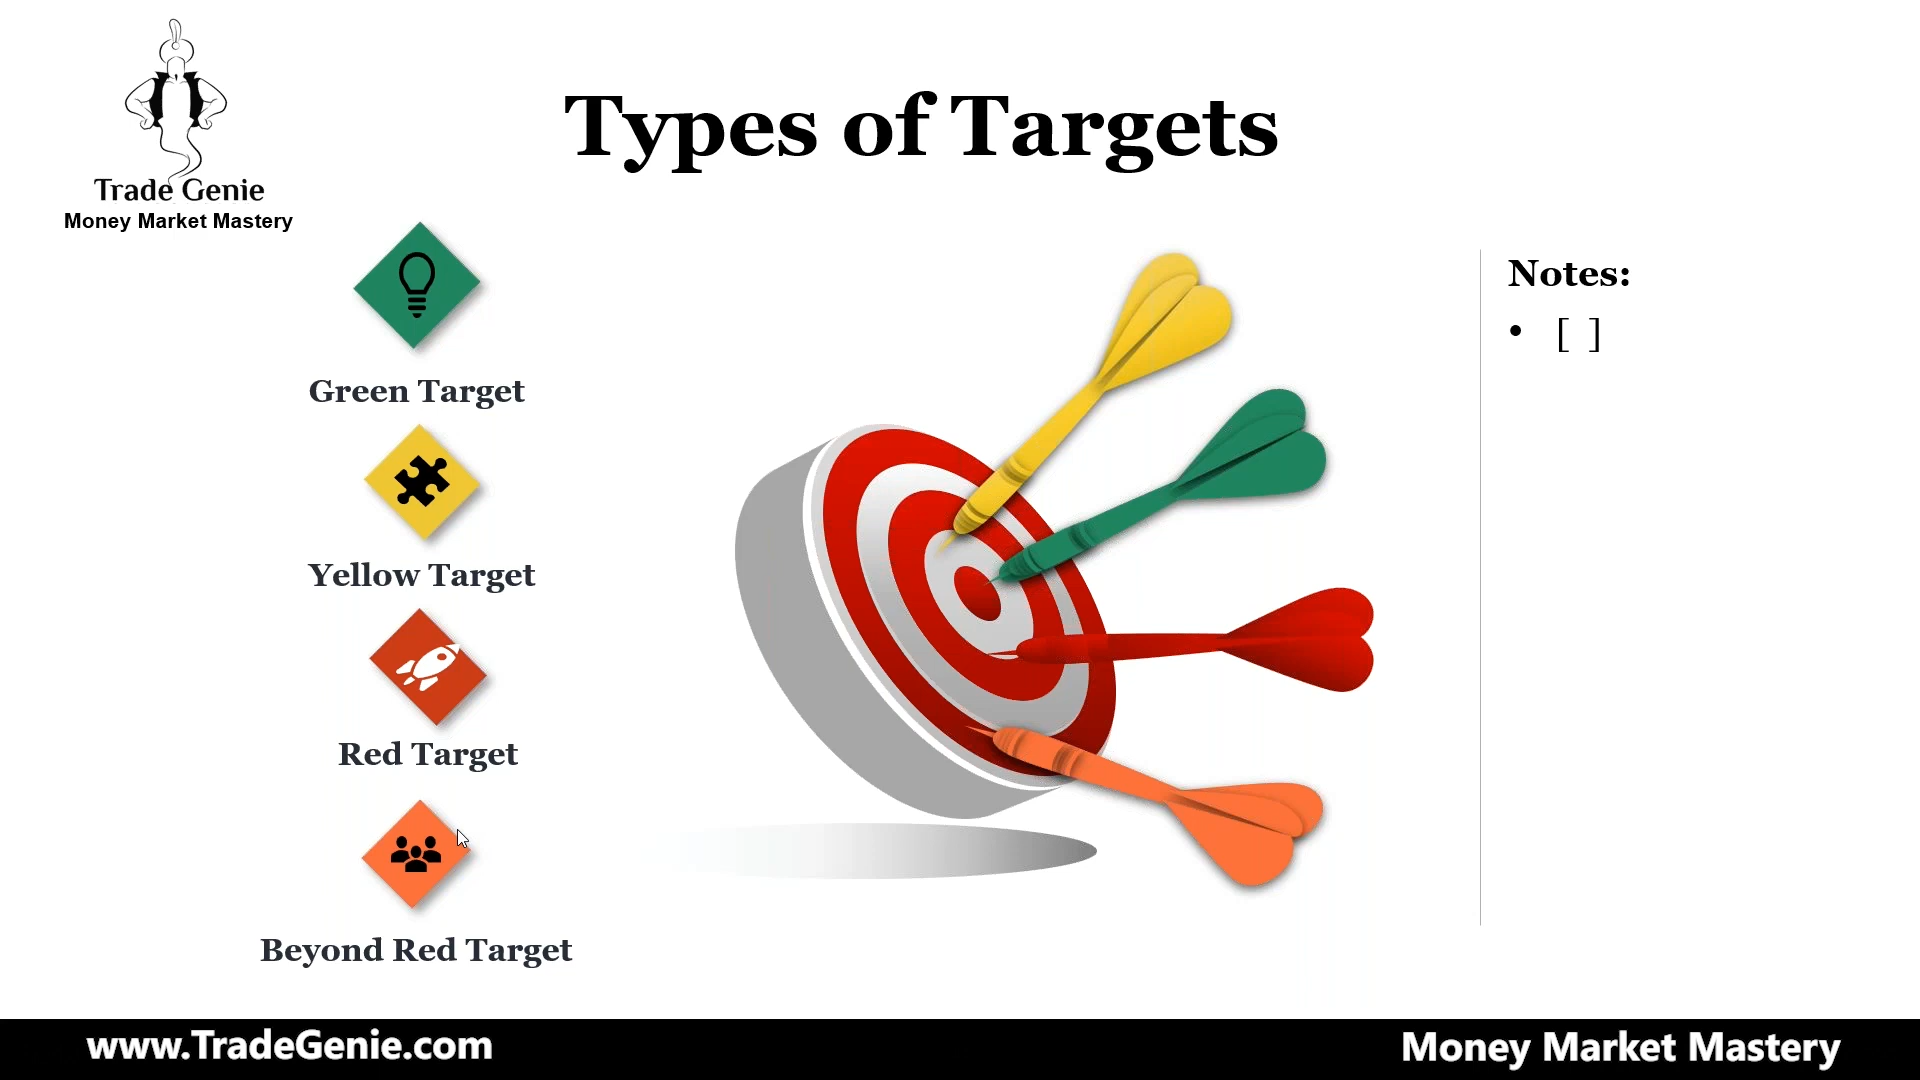 Trade Genie
Money Market Mastery
Types of Targets
Green Target
Yellow Target
Red Target
Beyond Red Target
Notes:
• [ ]
www.TradeGenie.com
Money Market Mastery